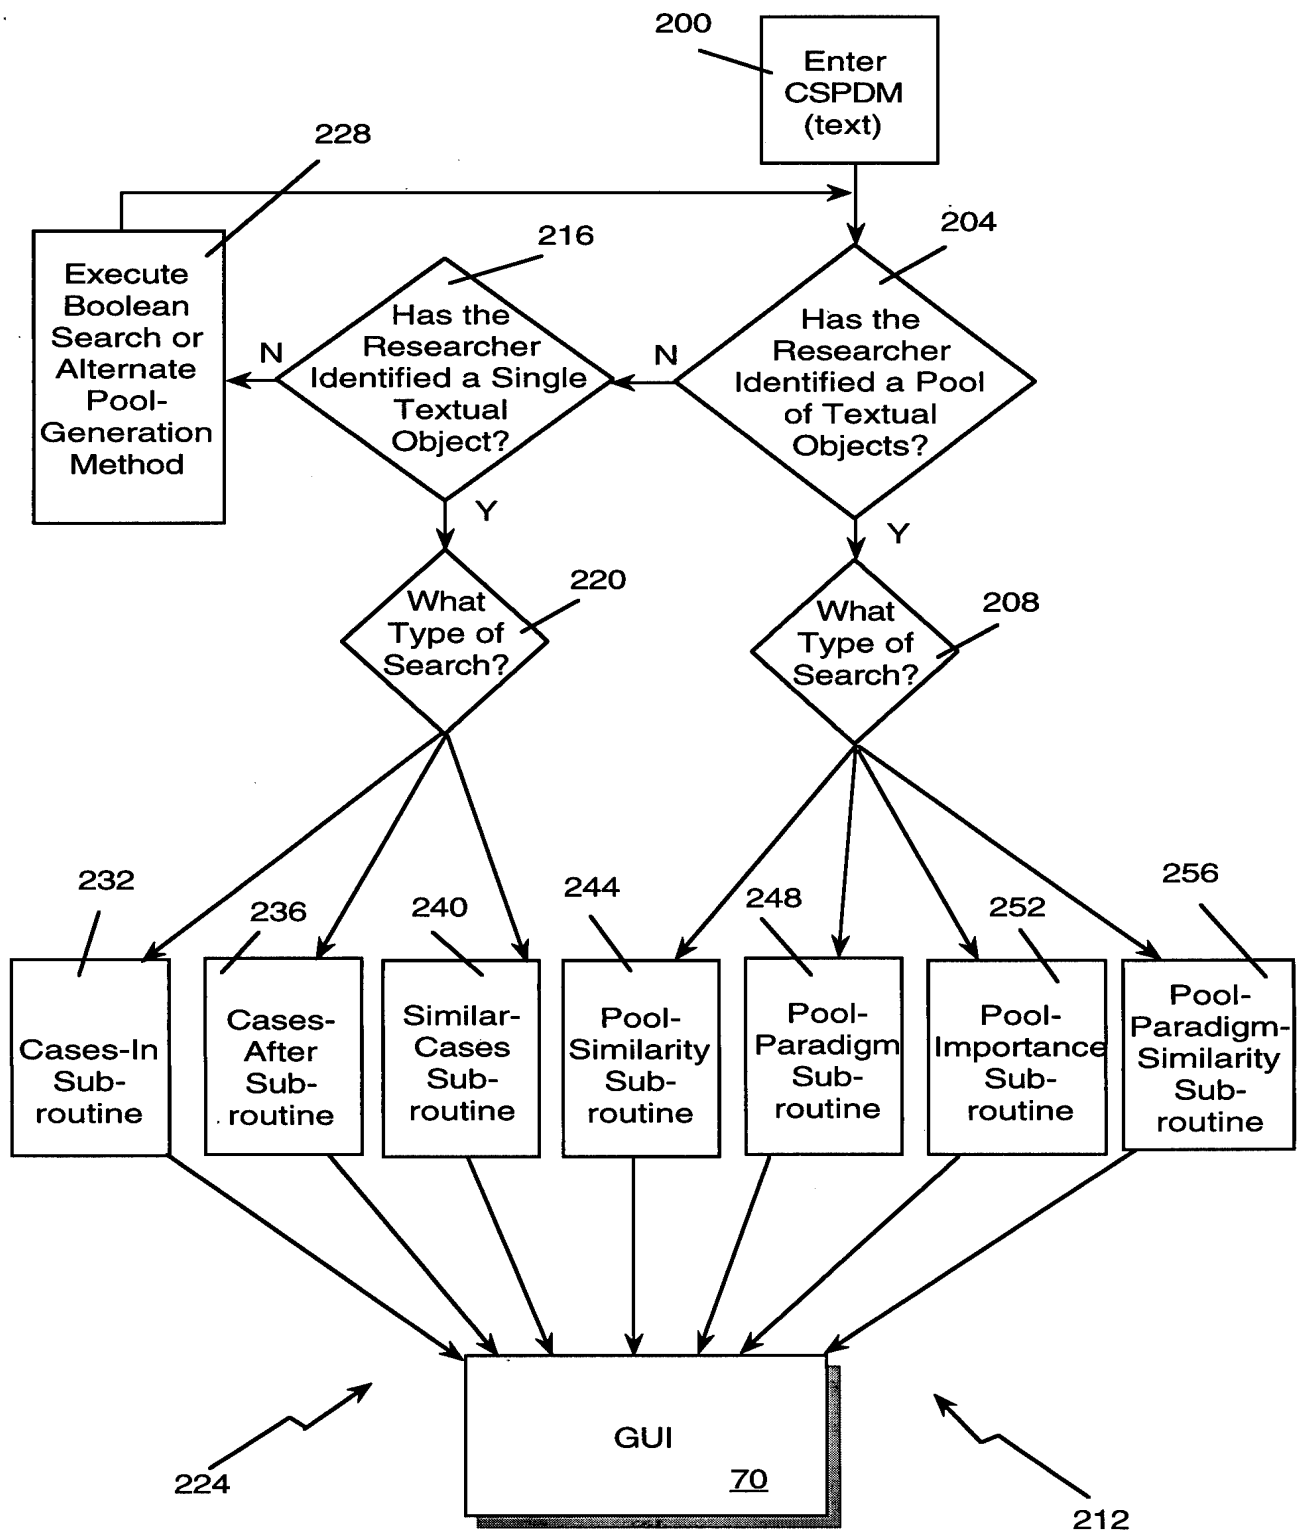 200
Enter
CSPDM
(text)
228
216
204
Execute
Boolean
Search or
Alternate
Pool-
Generation
Method
N
Has the
Researcher
Identified a Single
Textual
Object?
N
Has the
Researcher
Identified a Pool
of Textual
Objects?
Y
Y
220
What
Type of
Search?
208
What
Type of
Search?
232
236
240
244
248
252
256
Cases-In
Sub-
routine
Cases-
After
Sub-
routine
Similar-
Cases
Sub-
routine
Pool-
Similarity
Sub-
routine
Pool-
Paradigm
Sub-
routine
Pool-
Importance
Sub-
routine
Pool-
Paradigm-
Similarity
Sub-
routine
GUI
70
224
212